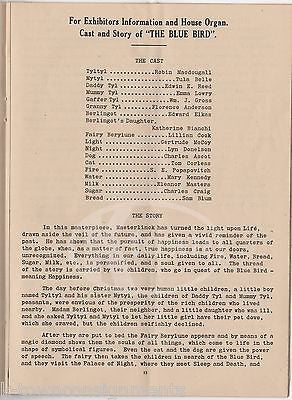 For Exhibitors Information and House Organ.
Cast and Story of "THE BLUE BIRD".
THE CAST
Tyltyl ............Robin Macdougall
Mytyl ............Tula Belle
Daddy Tyl ............Edwin E. Reed
Mummy Tyl ............Emma Lowry
Gaffer Tyl ............Wm. J. Gross
Granny Tyl ............Florence Anderson
Berlingot ............Edward Elkas
Berlingot's Daughter,
Katherine Bianchi
Fairy Berylune ............Lillian Cook
Light ............Gertrude McCoy
Night ............Lyn Donelson
Dog ............Charles Ascot
Cat ............Tom Corless
Fire ............S. E. Popapovitch
Water ............Mary Kennedy
Milk ............Eleanor Masters
Sugar ............Charles Craig
Bread ............Sam Blum
THE STORY
In this masterpiece, Maeterlinck has turned the light upon Life,
drawn aside the veil of the future, and has given a vivid reminder of the
past. He has shown that the pursuit of happiness leads to all quarters of
the globe, when, as a matter of fact, true happiness is at our doors,
unrecognized. Everything in our daily life, including Fire, Water, Bread,
Sugar, Milk, etc., is personified, and a soul given to all. The thread
of the story is carried by two children, who go in quest of the Blue Bird —
meaning Happiness.
The day before Christmas two very human little children, a little boy
named Tyltyl and his sister Mytyl, the children of Daddy Tyl and Mummy Tyl,
peasants, were envious of the prosperity of the rich children who lived
nearby. Madam Berlingot, their neighbor, had a little daughter who was ill,
and she asked Tyltyl and Mytyl to let her little girl have their pet dove,
which she craved, but the children selfishly declined.
After they are put to bed the Fairy Berylune appears and by means of a
magic diamond shows them the souls of all things, which come to life in the
shape of symbolical figures. Even the cat and the dog are given the power of
speech. The fairy then takes the children in search of the Blue Bird, and
they visit the Palace of Night, where they meet Sleep and Death, and